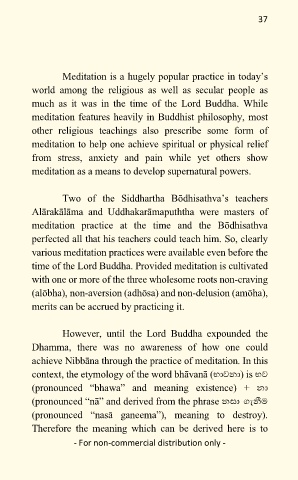 37
Meditation is a hugely popular practice in today's
world among the religious as well as secular people as
much as it was in the time of the Lord Buddha. While
meditation features heavily in Buddhist philosophy, most
other religious teachings also prescribe some form of
meditation to help one achieve spiritual or physical relief
from stress, anxiety and pain while yet others show
meditation as a means to develop supernatural powers.
Two of the Siddhartha Bōdhisathva's teachers
Alārakālāma and Uddhakarāmapuththa were masters of
meditation practice at the time and the Bōdhisathva
perfected all that his teachers could teach him. So, clearly
various meditation practices were available even before the
time of the Lord Buddha. Provided meditation is cultivated
with one or more of the three wholesome roots non-craving
(alōbha), non-aversion (adhōsa) and non-delusion (amōha),
merits can be accrued by practicing it.
However, until the Lord Buddha expounded the
Dhamma, there was no awareness of how one could
achieve Nibbāna through the practice of meditation. In this
context, the etymology of the word bhāvanā (භාවනා) is භව
(pronounced “bhawa” and meaning existence) + නා
(pronounced “nā” and derived from the phrase නසා ගැනීම
(pronounced “nasā ganeema”), meaning to destroy).
Therefore the meaning which can be derived here is to
- For non-commercial distribution only -